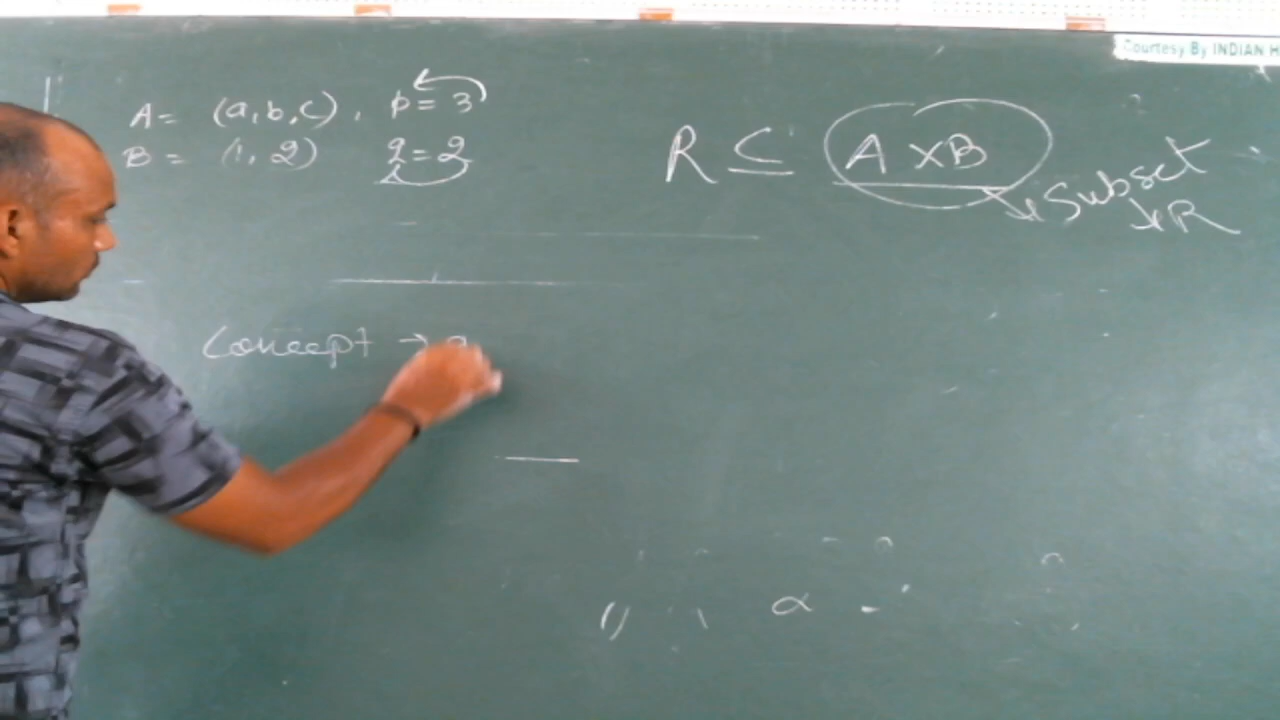 Courtesy By INDIAN H
A = (a, b, c), p = 3
B = (1, 2) q = 2
R ⊆ A × B
Subset
R
Concept →
α